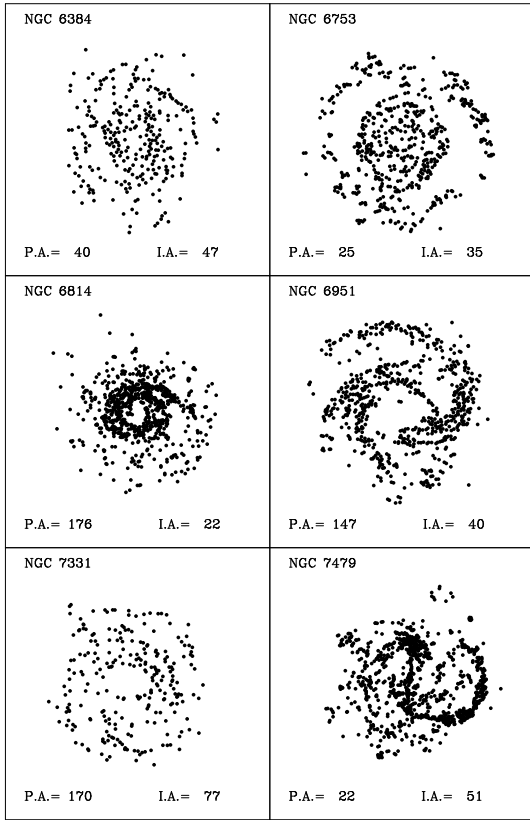 NGC 6384
P.A.= 40 I.A.= 47
NGC 6753
P.A.= 25 I.A.= 35
NGC 6814
P.A.= 176 I.A.= 22
NGC 6951
P.A.= 147 I.A.= 40
NGC 7331
P.A.= 170 I.A.= 77
NGC 7479
P.A.= 22 I.A.= 51